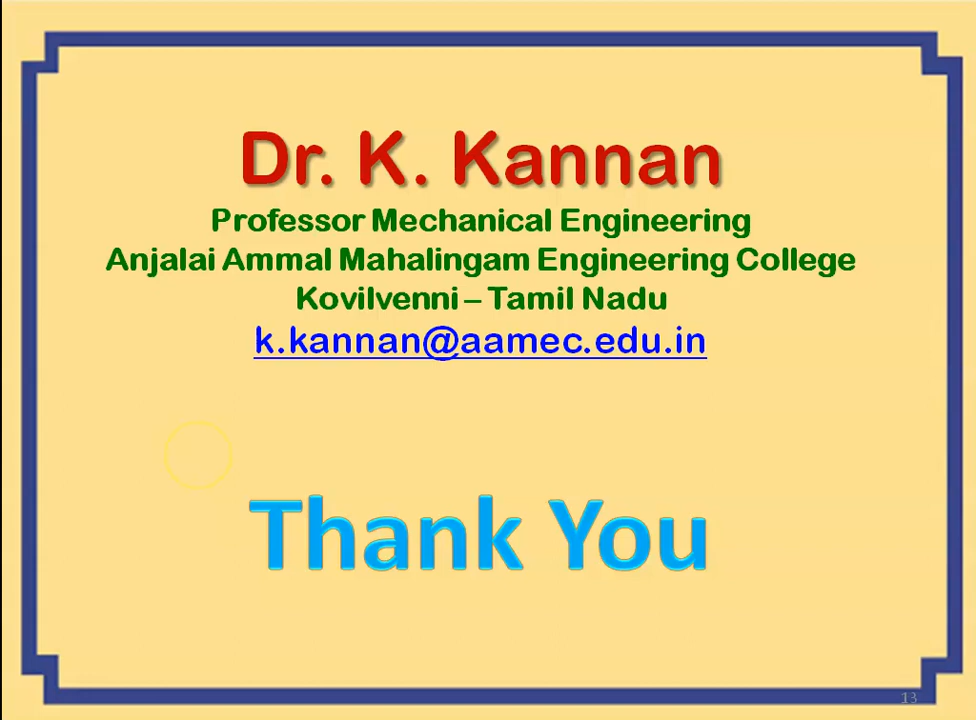 Dr. K. Kannan
Professor Mechanical Engineering
Anjalai Ammal Mahalingam Engineering College
Kovilvenni – Tamil Nadu
k.kannan@aamec.edu.in
Thank You
13